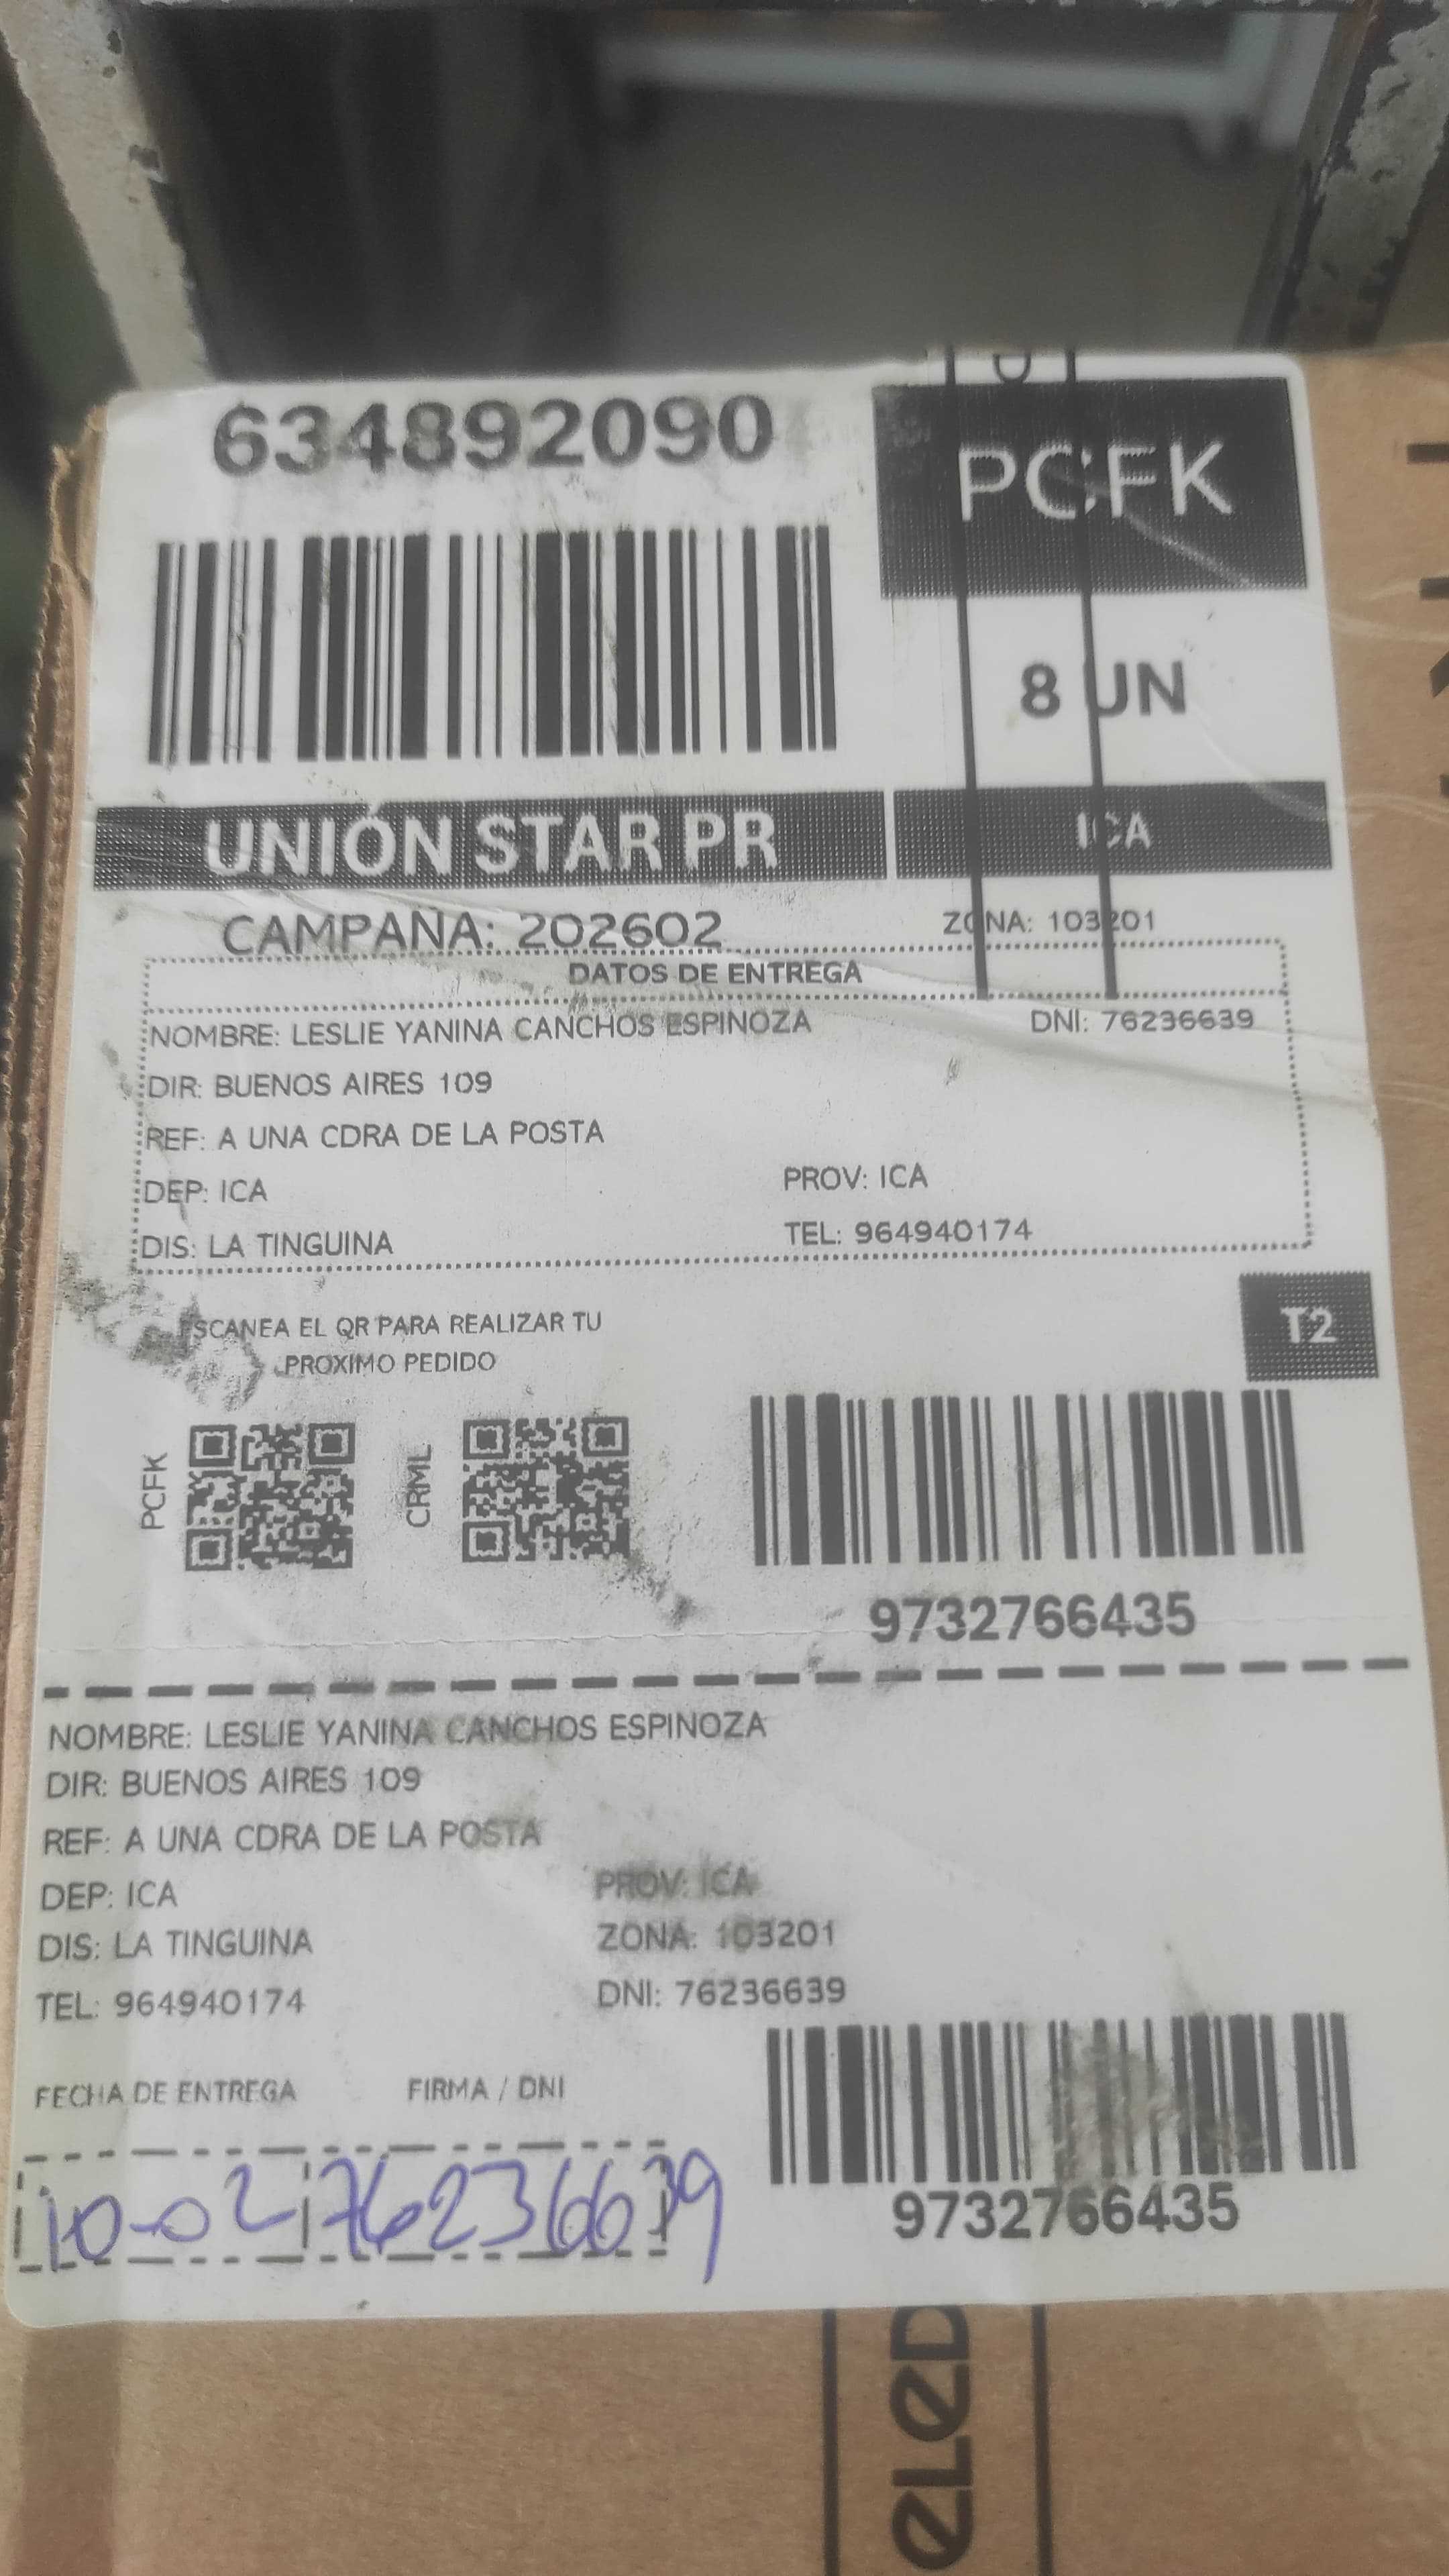 634892090
PCFK
8 UN
UNIÓN STAR PR
ICA
CAMPAÑA: 202602
ZONA: 103201
DATOS DE ENTREGA
NOMBRE: LESLIE YANINA CANCHOS ESPINOZA DNI: 76236639
DIR: BUENOS AIRES 109
REF: A UNA CDRA DE LA POSTA
DEP: ICA PROV: ICA
DIS: LA TINGUINA TEL: 964940174
ESCANEA EL QR PARA REALIZAR TU
PROXIMO PEDIDO
T2
PCFK
CRML
9732766435
NOMBRE: LESLIE YANINA CANCHOS ESPINOZA
DIR: BUENOS AIRES 109
REF: A UNA CDRA DE LA POSTA
DEP: ICA PROV: ICA
DIS: LA TINGUINA ZONA: 103201
TEL: 964940174 DNI: 76236639
FECHA DE ENTREGA FIRMA / DNI
10-02 76236639
9732766435